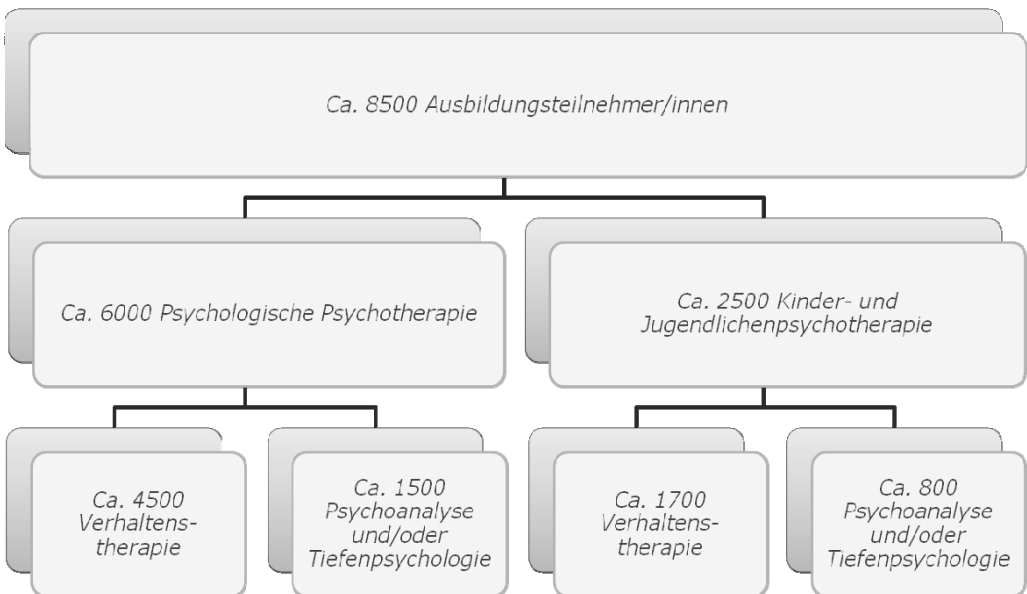 Ca. 8500 Ausbildungsteilnehmer/innen
Ca. 6000 Psychologische Psychotherapie
Ca. 2500 Kinder- und
Jugendlichenpsychotherapie
Ca. 4500
Verhaltens-
therapie
Ca. 1500
Psychoanalyse
und/oder
Tiefenpsychologie
Ca. 1700
Verhaltens-
therapie
Ca. 800
Psychoanalyse
und/oder
Tiefenpsychologie